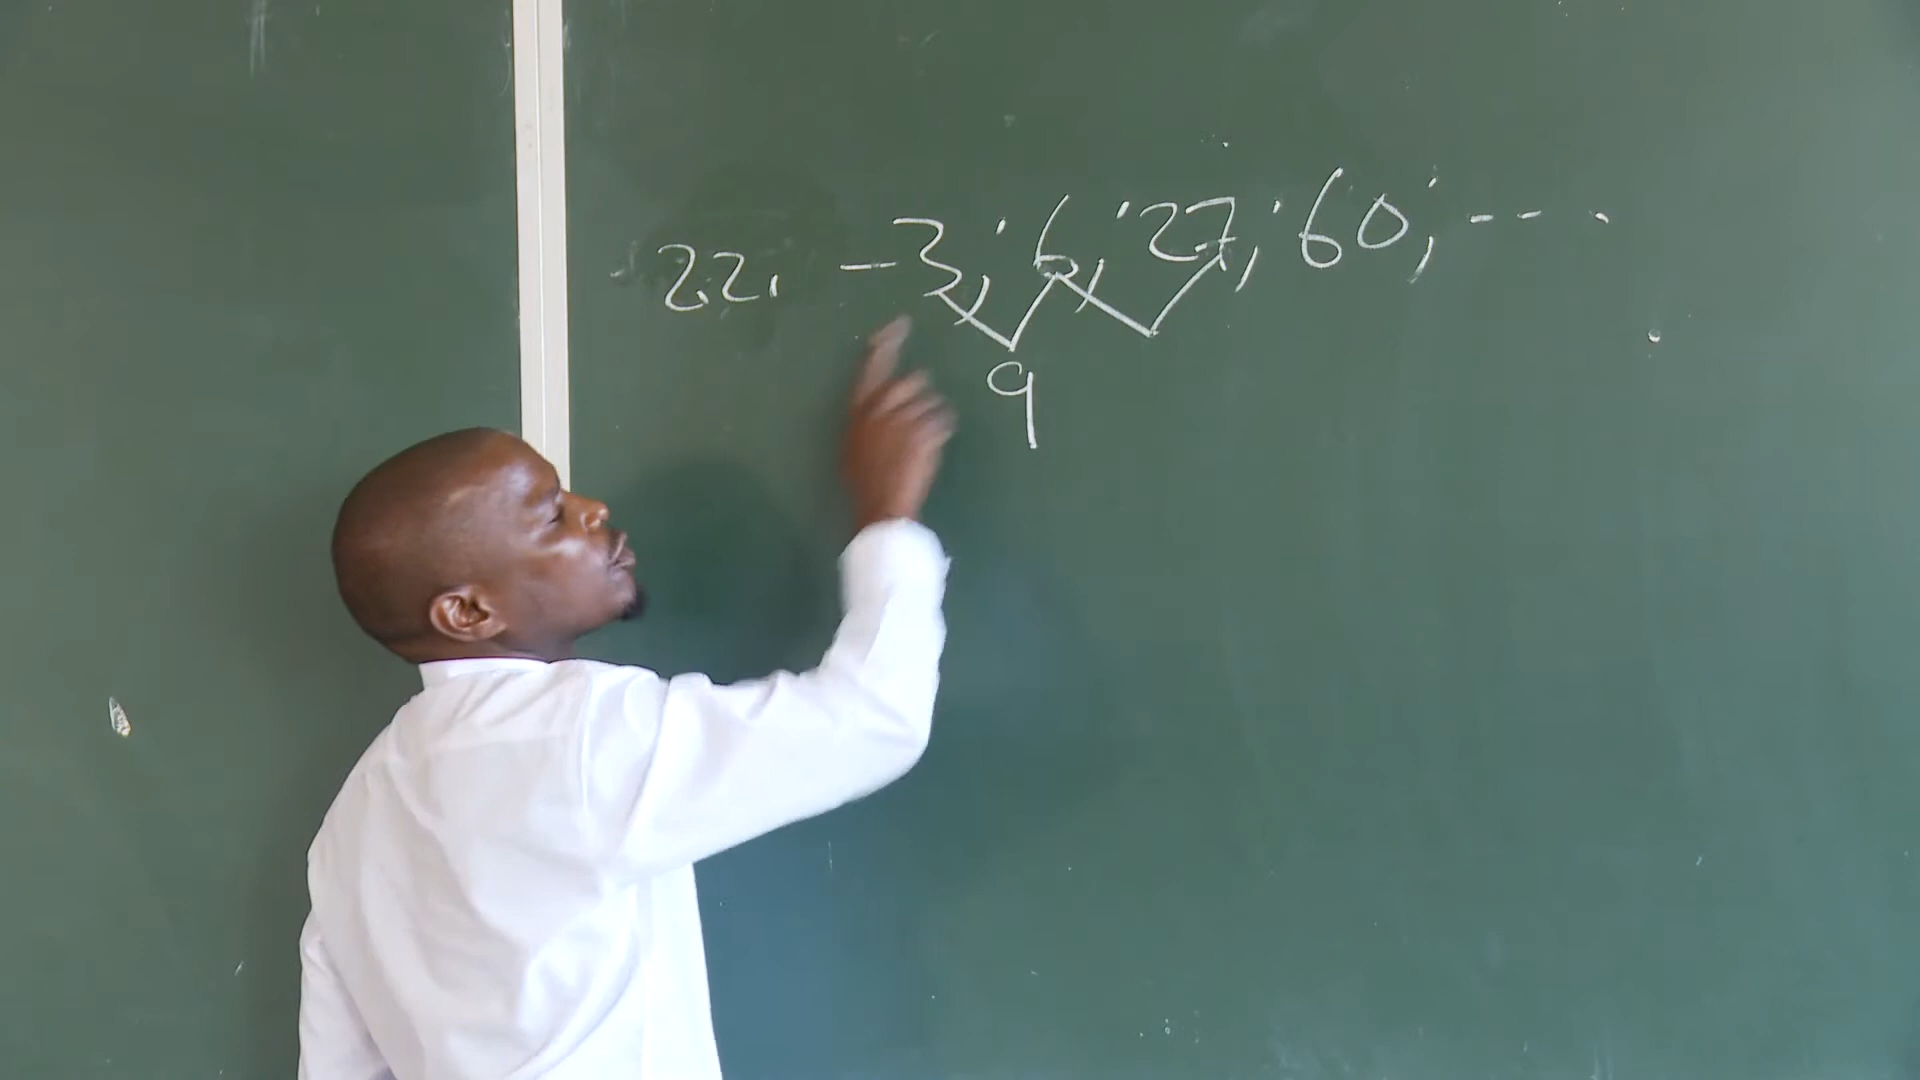 2.2. -3; 6; 27; 60; ----
9